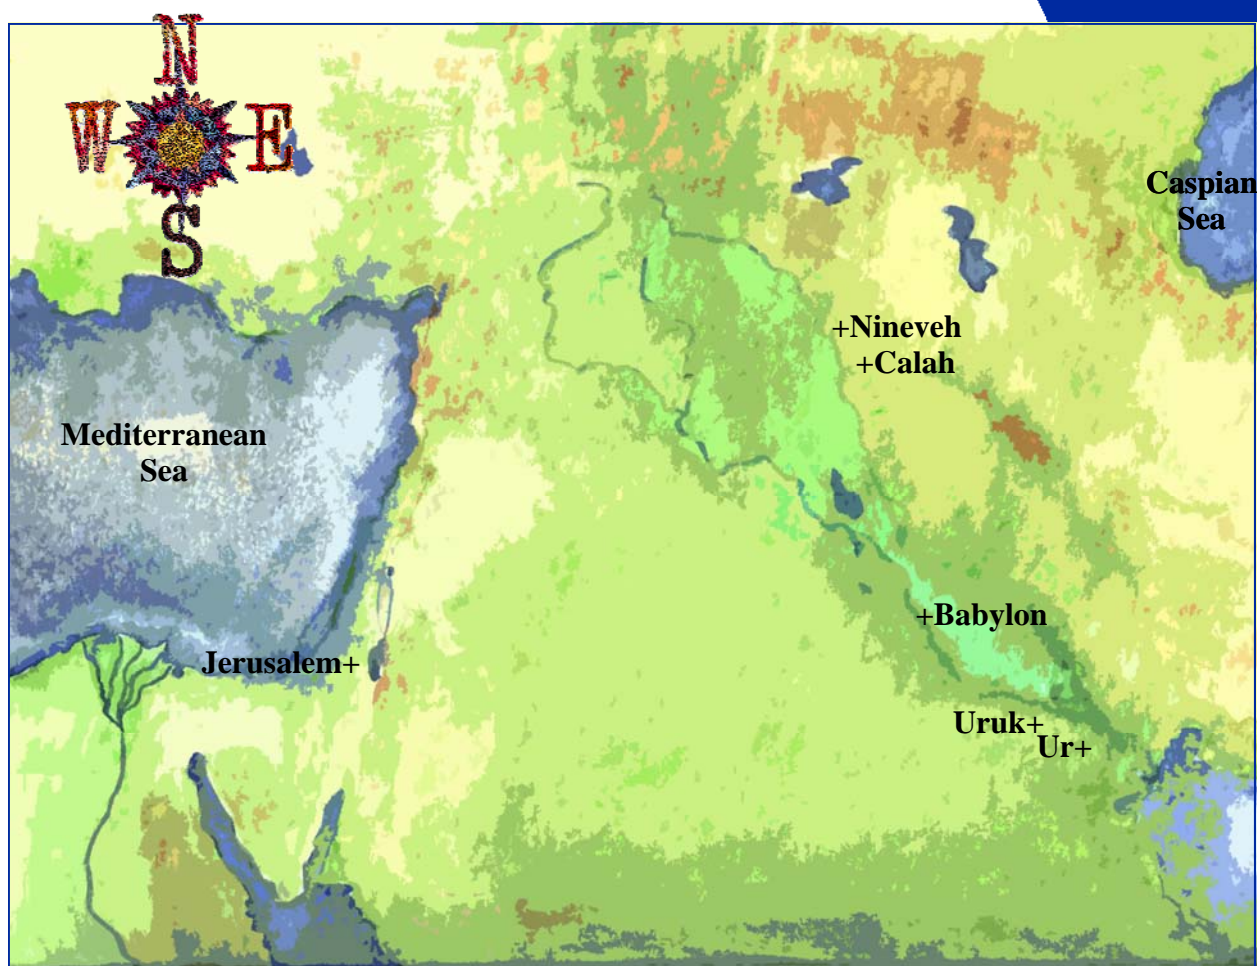 N
W E
S
Caspian
Sea
+Nineveh
+Calah
Mediterranean
Sea
+Babylon
Jerusalem+
Uruk+
Ur+